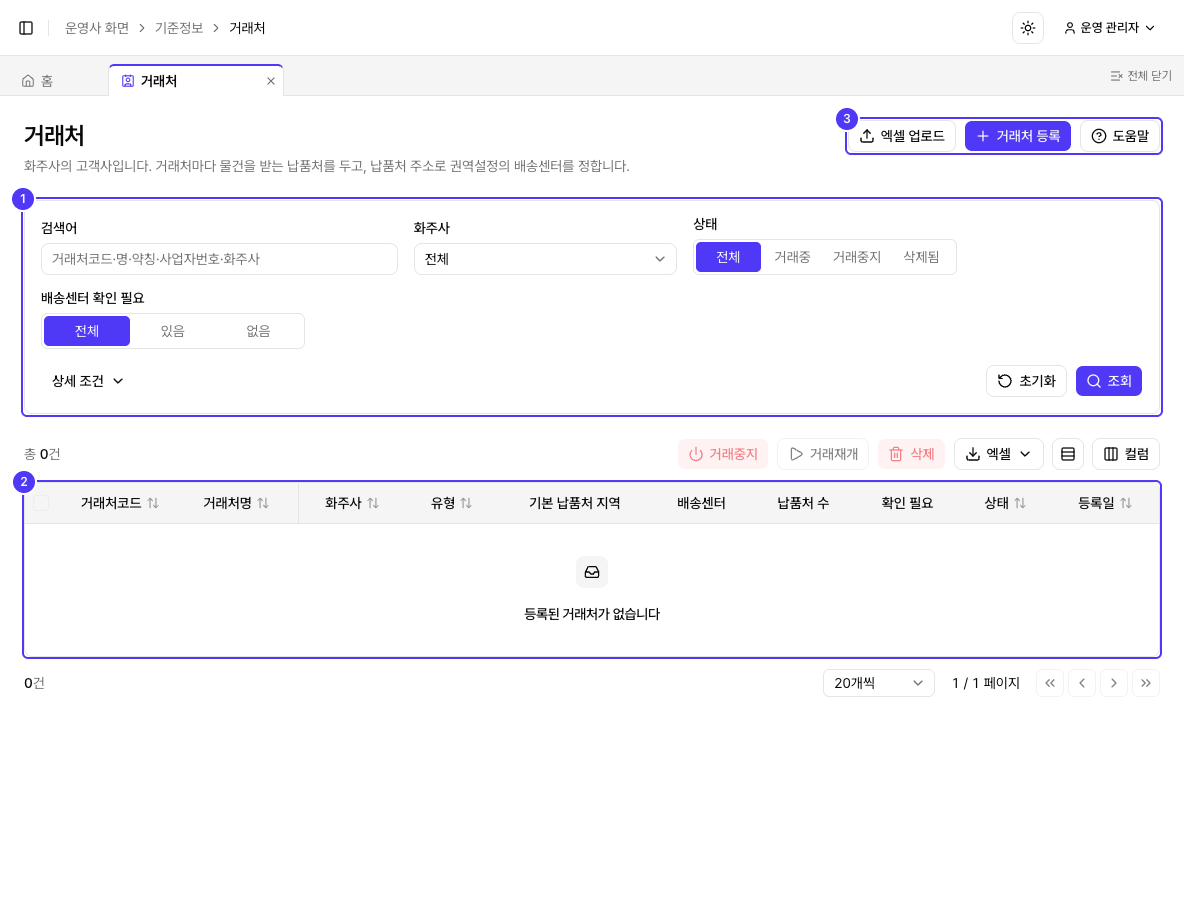 운영사 화면 > 기준정보 > 거래처
운영 관리자
홈
거래처
전체 닫기
거래처
화주사의 고객사입니다. 거래처마다 물건을 받는 납품처를 두고, 납품처 주소로 권역설정의 배송센터를 정합니다.
3
엑셀 업로드
거래처 등록
도움말
1
검색어
화주사
상태
거래처코드·명·약칭·사업자번호·화주사
전체
전체 거래중 거래중지 삭제됨
배송센터 확인 필요
전체 있음 없음
상세 조건
초기화
조회
총 0건
거래중지
거래재개
삭제
엑셀
컬럼
2
거래처코드 거래처명 화주사 유형 기본 납품처 지역 배송센터 납품처 수 확인 필요 상태 등록일
등록된 거래처가 없습니다
0건
20개씩
1 / 1 페이지